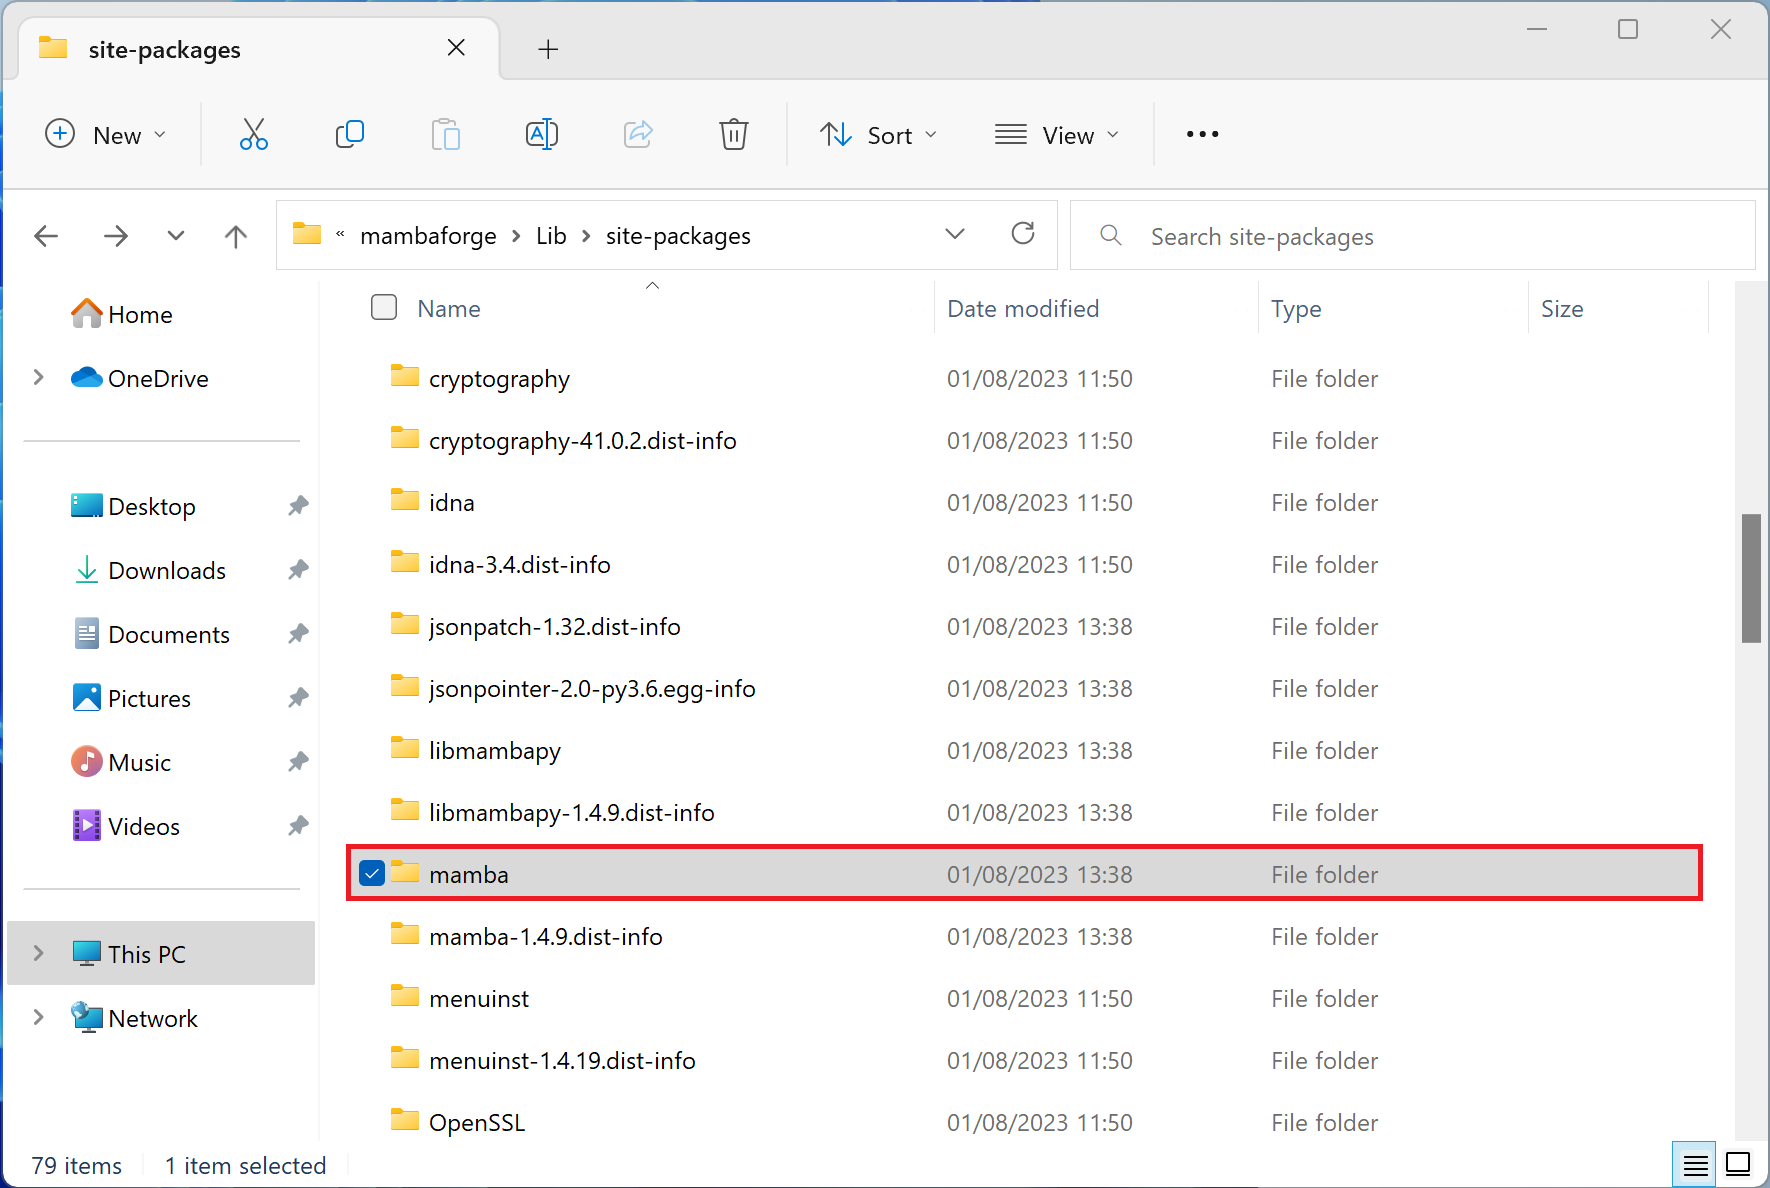 site-packages
New
Sort
View
« mambaforge > Lib > site-packages
Search site-packages
Home
OneDrive
Desktop
Downloads
Documents
Pictures
Music
Videos
This PC
Network
Name Date modified Type Size
cryptography 01/08/2023 11:50 File folder
cryptography-41.0.2.dist-info 01/08/2023 11:50 File folder
idna 01/08/2023 11:50 File folder
idna-3.4.dist-info 01/08/2023 11:50 File folder
jsonpatch-1.32.dist-info 01/08/2023 13:38 File folder
jsonpointer-2.0-py3.6.egg-info 01/08/2023 13:38 File folder
libmambapy 01/08/2023 13:38 File folder
libmambapy-1.4.9.dist-info 01/08/2023 13:38 File folder
mamba 01/08/2023 13:38 File folder
mamba-1.4.9.dist-info 01/08/2023 13:38 File folder
menuinst 01/08/2023 11:50 File folder
menuinst-1.4.19.dist-info 01/08/2023 11:50 File folder
OpenSSL 01/08/2023 11:50 File folder
79 items 1 item selected